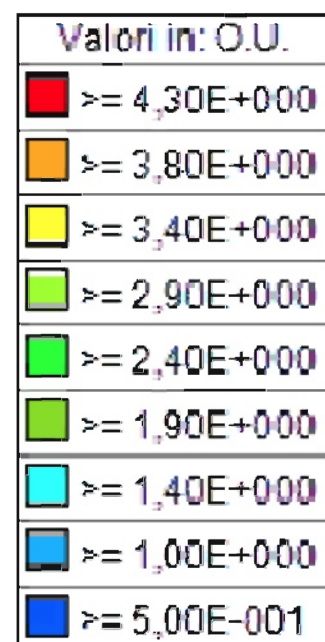 Valori in: O.U.
>= 4,30E+000
>= 3,80E+000
>= 3,40E+000
>= 2,90E+000
>= 2,40E+000
>= 1,90E+000
>= 1,40E+000
>= 1,00E+000
>= 5,00E-001